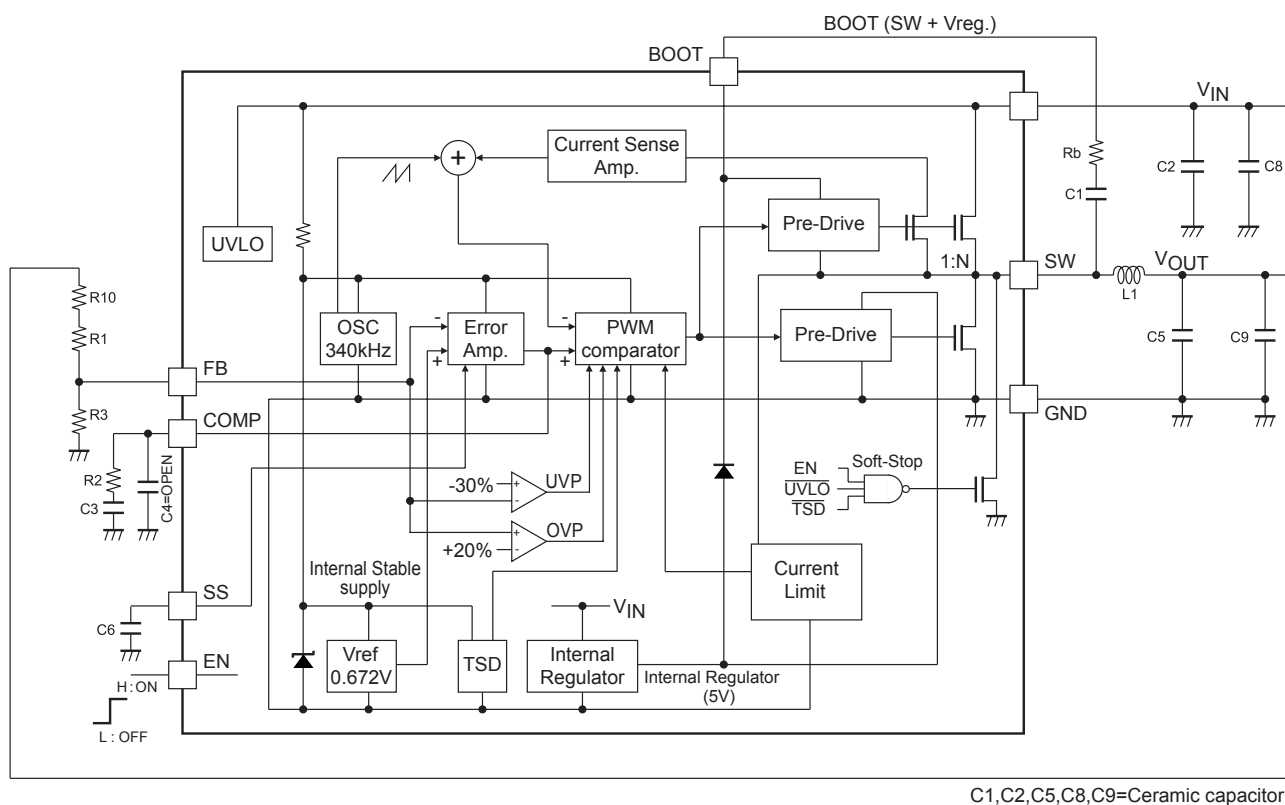 BOOT (SW + Vreg.)
BOOT
VIN
Current Sense
Amp.
+
Rb
C2
C8
C1
Pre-Drive
UVLO
1:N
SW
VOUT
L1
R10
R1
OSC
340kHz
-
Error
Amp.
+
-
PWM
comparator
+
Pre-Drive
C5
C9
FB
R3
COMP
GND
R2
C3
C4=OPEN
-30%
+
-
UVP
EN
UVLO
TSD
Soft-Stop
+20%
+
-
OVP
Internal Stable
supply
Current
Limit
SS
C6
VIN
Vref
0.672V
TSD
Internal
Regulator
Internal Regulator
(5V)
EN
H : ON
L : OFF
C1,C2,C5,C8,C9=Ceramic capacitor